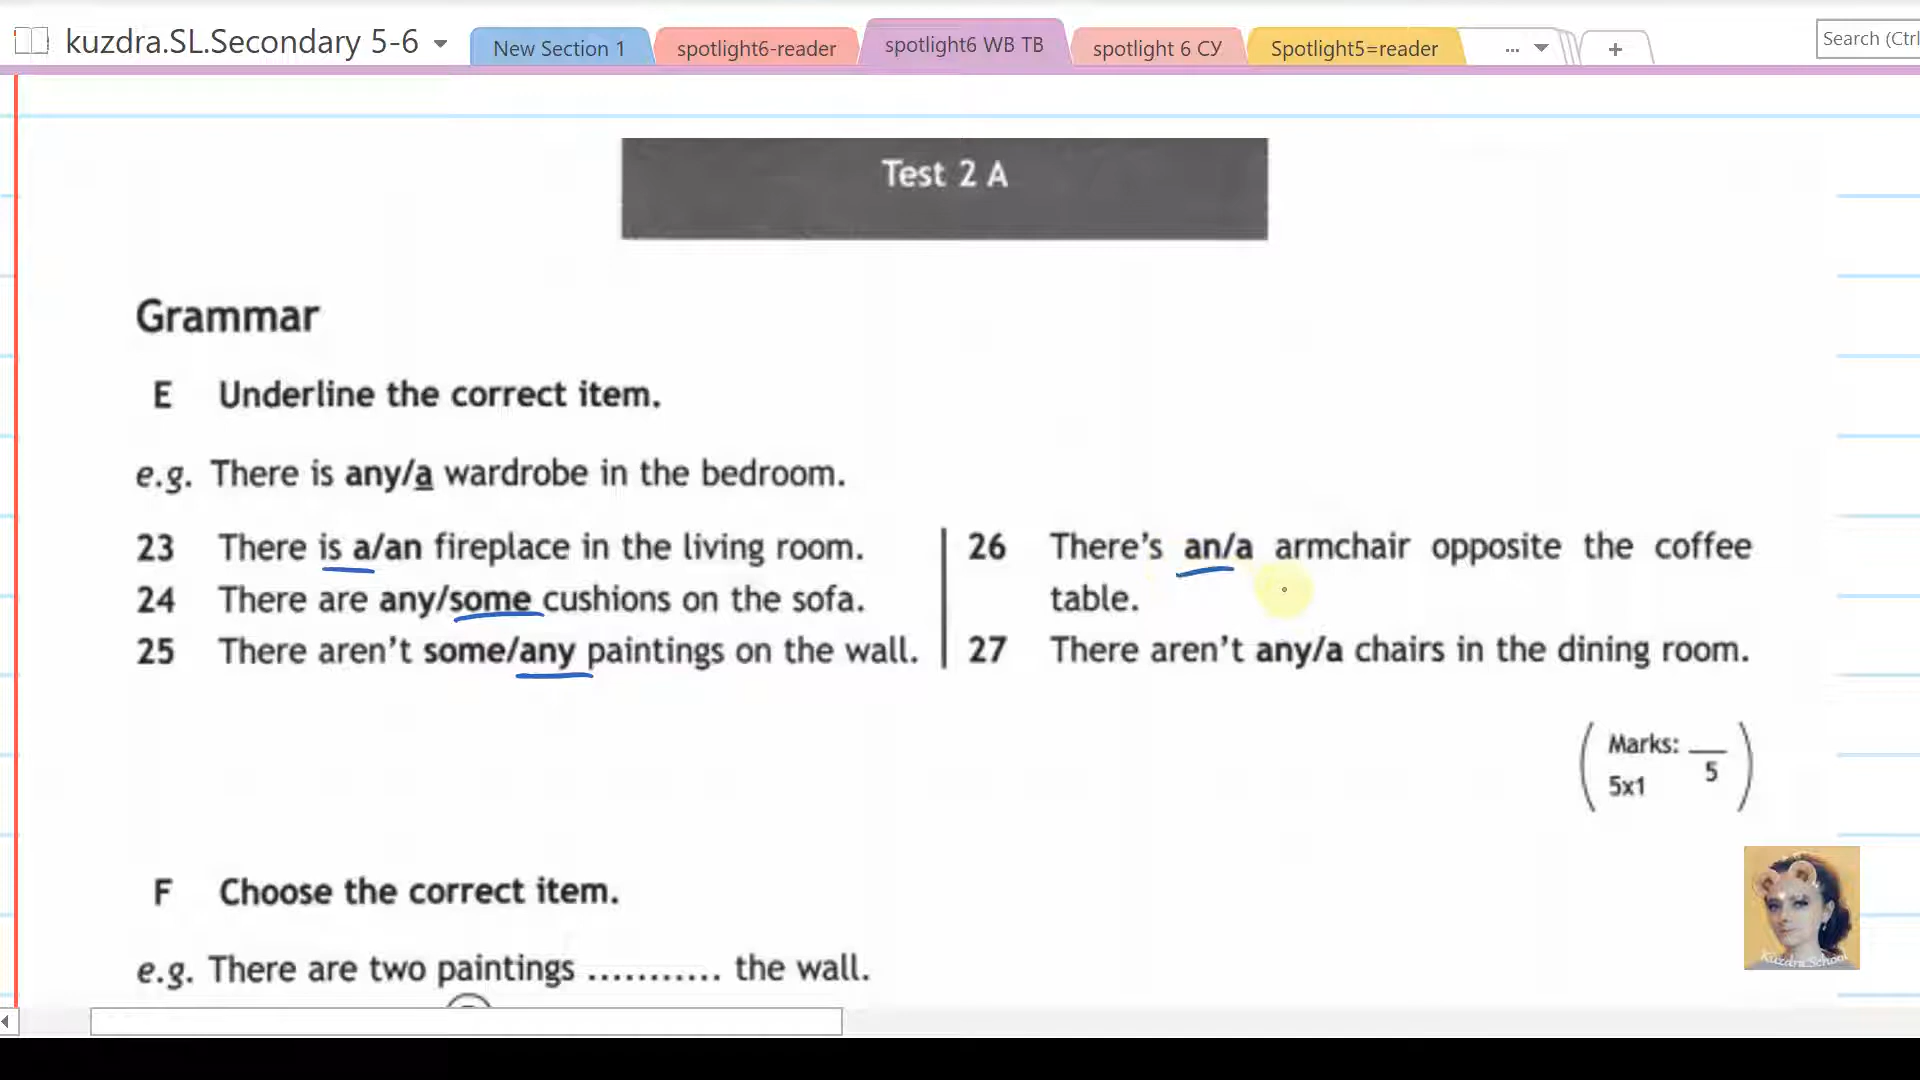 kuzdra.SL.Secondary 5-6
New Section 1
spotlight6-reader
spotlight6 WB TB
spotlight 6 СУ
Spotlight5=reader
...
+
Search (Ctrl
Test 2 A
Grammar
E Underline the correct item.
e.g. There is any/a wardrobe in the bedroom.
23 There is a/an fireplace in the living room.
24 There are any/some cushions on the sofa.
25 There aren't some/any paintings on the wall.
26 There's an/a armchair opposite the coffee
table.
27 There aren't any/a chairs in the dining room.
Marks: __
5x1 5
F Choose the correct item.
e.g. There are two paintings ........... the wall.
Kuzdra.School